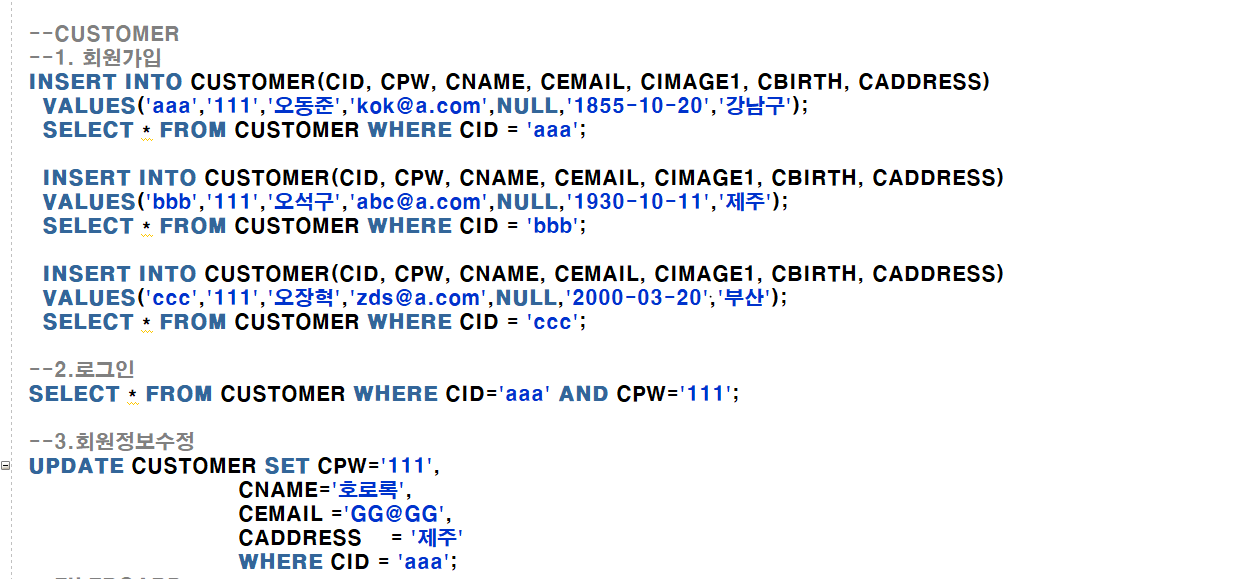 --CUSTOMER
--1. 회원가입
INSERT INTO CUSTOMER(CID, CPW, CNAME, CEMAIL, CIMAGE1, CBIRTH, CADDRESS)
VALUES('aaa','111','오동준','kok@a.com',NULL,'1855-10-20','강남구');
SELECT * FROM CUSTOMER WHERE CID = 'aaa';
INSERT INTO CUSTOMER(CID, CPW, CNAME, CEMAIL, CIMAGE1, CBIRTH, CADDRESS)
VALUES('bbb','111','오석구','abc@a.com',NULL,'1930-10-11','제주');
SELECT * FROM CUSTOMER WHERE CID = 'bbb';
INSERT INTO CUSTOMER(CID, CPW, CNAME, CEMAIL, CIMAGE1, CBIRTH, CADDRESS)
VALUES('ccc','111','오장혁','zds@a.com',NULL,'2000-03-20','부산');
SELECT * FROM CUSTOMER WHERE CID = 'ccc';
--2.로그인
SELECT * FROM CUSTOMER WHERE CID='aaa' AND CPW='111';
--3.회원정보수정
UPDATE CUSTOMER SET CPW='111',
CNAME='호로록',
CEMAIL ='GG@GG',
CADDRESS = '제주'
WHERE CID = 'aaa';